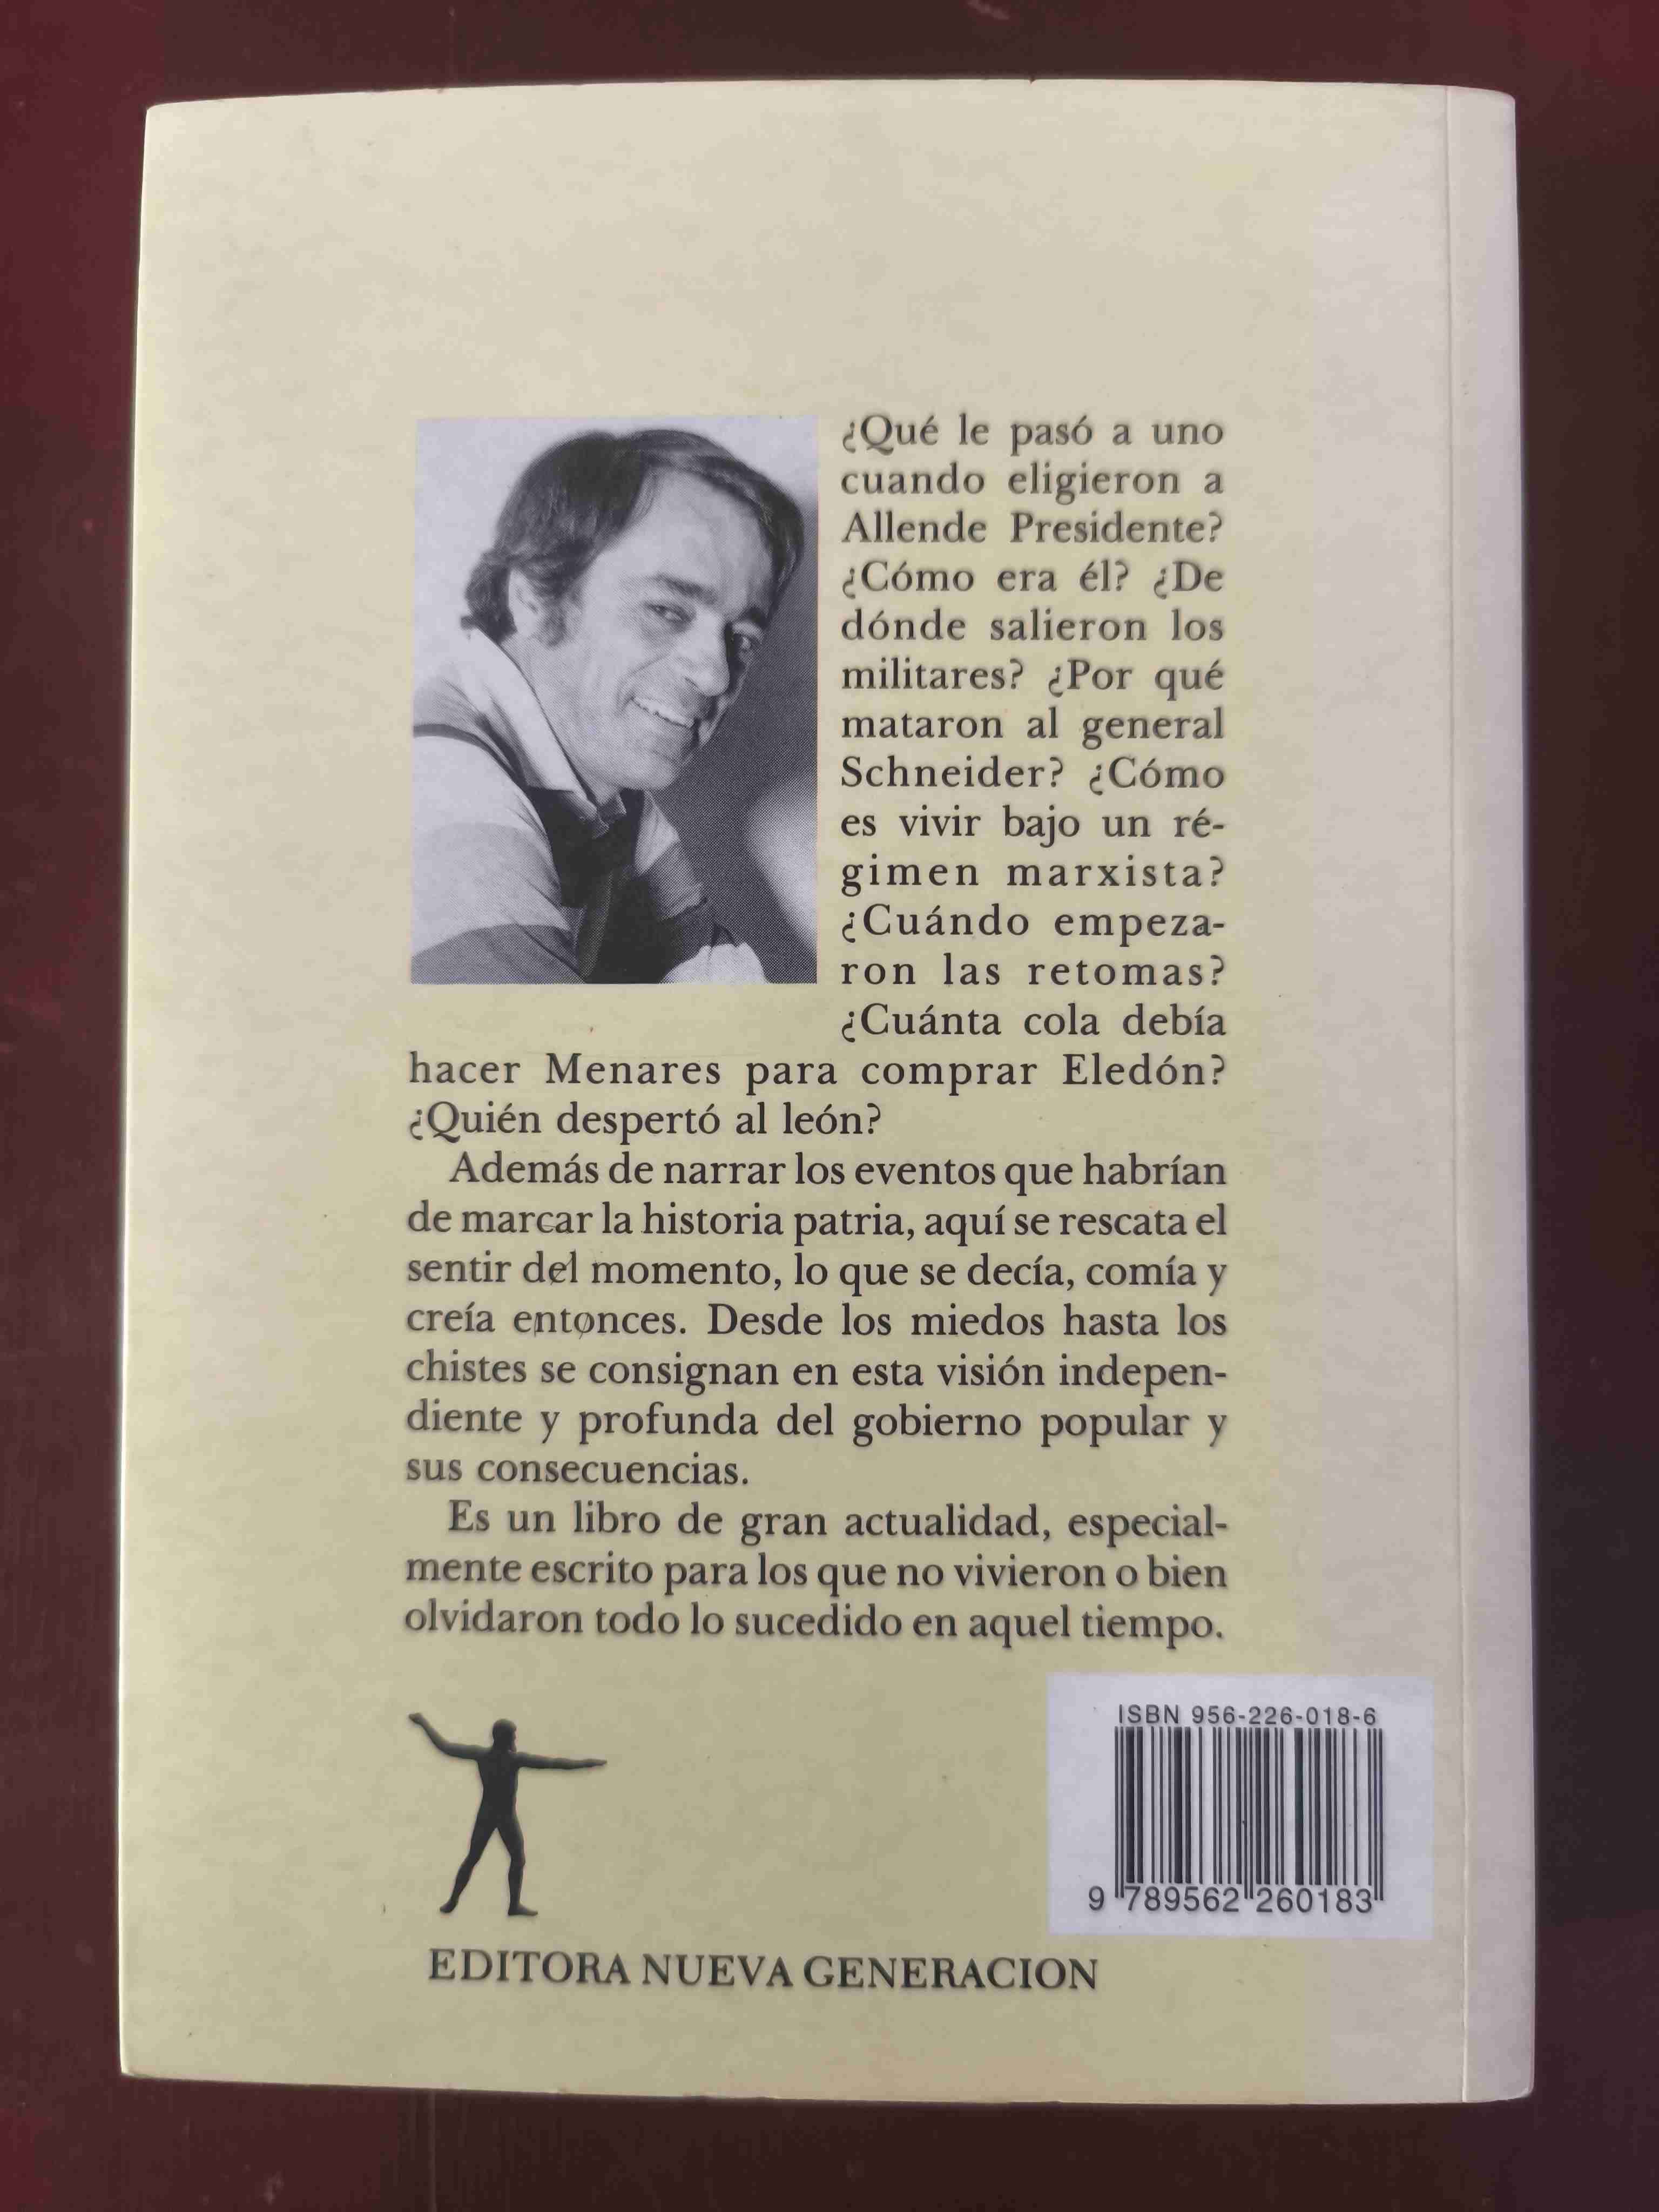 ¿Qué le pasó a uno
cuando eligieron a
Allende Presidente?
¿Cómo era él? ¿De
dónde salieron los
militares? ¿Por qué
mataron al general
Schneider? ¿Cómo
es vivir bajo un ré-
gimen marxista?
¿Cuándo empeza-
ron las retomas?
¿Cuánta cola debía
hacer Menares para comprar Eledón?
¿Quién despertó al león?
Además de narrar los eventos que habrían
de marcar la historia patria, aquí se rescata el
sentir del momento, lo que se decía, comía y
creía entonces. Desde los miedos hasta los
chistes se consignan en esta visión indepen-
diente y profunda del gobierno popular y
sus consecuencias.
Es un libro de gran actualidad, especial-
mente escrito para los que no vivieron o bien
olvidaron todo lo sucedido en aquel tiempo.
ISBN 956-226-018-6
9 789562 260183
EDITORA NUEVA GENERACION